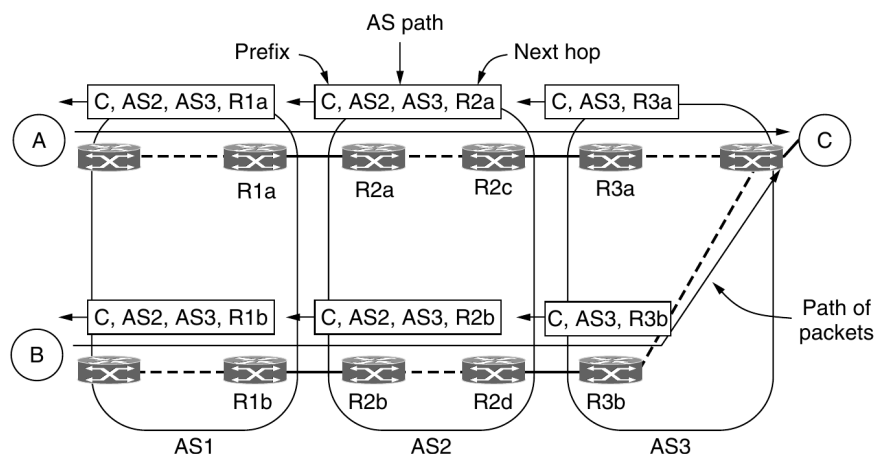 AS path
Prefix
Next hop
C, AS2, AS3, R1a
C, AS2, AS3, R2a
C, AS3, R3a
A
C
R1a
R2a
R2c
R3a
C, AS2, AS3, R1b
C, AS2, AS3, R2b
C, AS3, R3b
Path of
packets
B
R1b
R2b
R2d
R3b
AS1
AS2
AS3